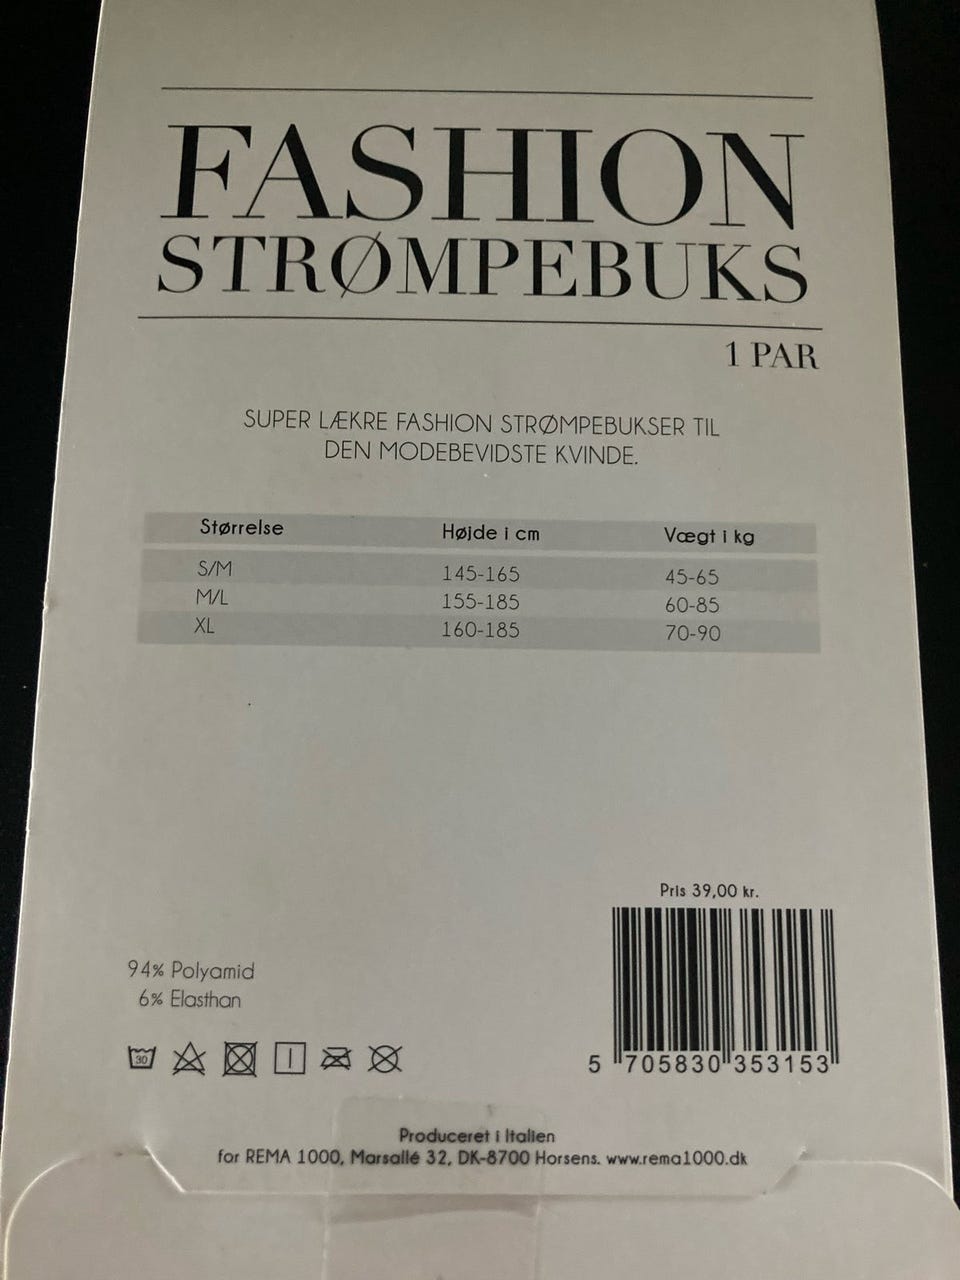 FASHION
STRØMPEBUKS
1 PAR
SUPER LÆKRE FASHION STRØMPEBUKSER TIL
DEN MODEBEVIDSTE KVINDE.
Størrelse Højde i cm Vægt i kg
S/M 145-165 45-65
M/L 155-185 60-85
XL 160-185 70-90
Pris 39,00 kr.
94% Polyamid
6% Elasthan
30
5 705830 353153
Produceret i Italien
for REMA 1000, Marsallé 32, DK-8700 Horsens. www.rema1000.dk